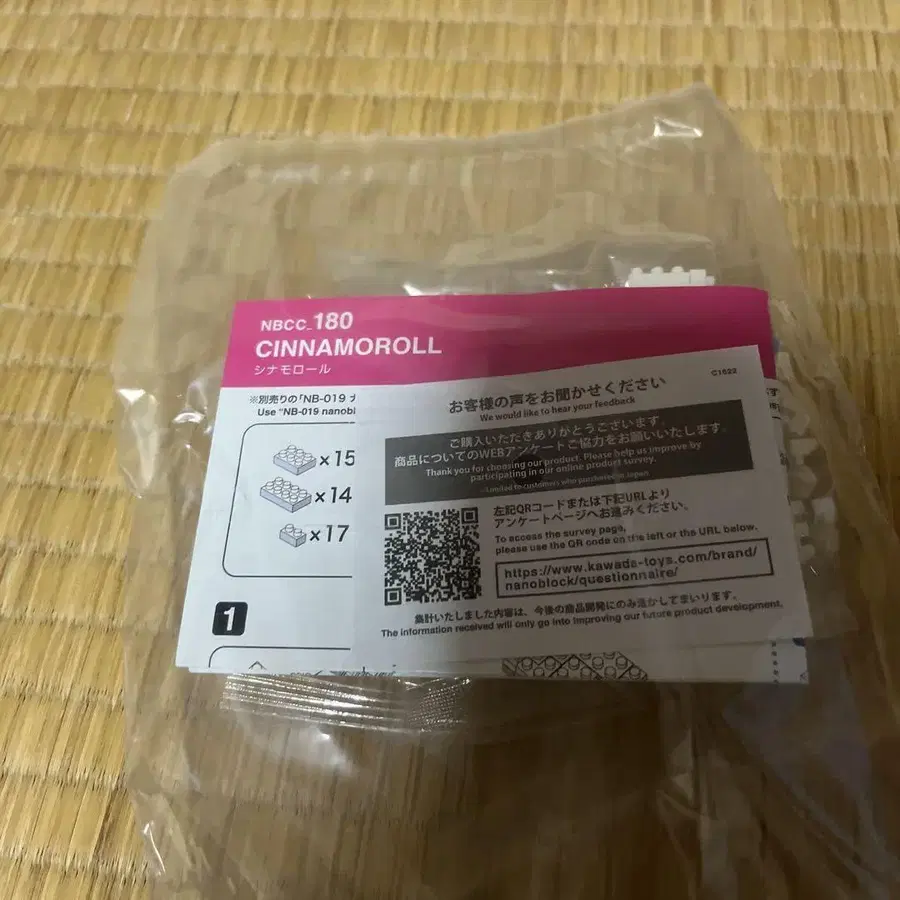 NBCC_180
CINNAMOROLL
シナモロール
※別売りの「NB-019
Use "NB-019
×15
×14
×17
1
C1622
お客様の声をお聞かせください
We would like to hear your feedback
ご購入いただきありがとうございます。
商品についてのWEBアンケートご協力をお願いいたします。
Thank you for choosing our product. Please help us improve by
participating in our online product survey.
Limited to customers who purchased in Japan
左記QRコードまたは下記URLより
アンケートページへお進みください。
To access the survey page,
please use the QR code on the left or the URL below.
https://www.kawada-toys.com/brand/
nanoblock/questionnaire/
集計いたしました内容は、今後の商品開発にのみ活かしてまいります。
The information received will only go into improving our future product development.